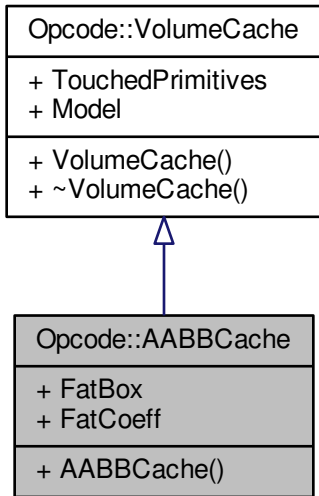 Opcode::VolumeCache
+ TouchedPrimitives
+ Model
+ VolumeCache()
+ ~VolumeCache()
Opcode::AABBCache
+ FatBox
+ FatCoeff
+ AABBCache()